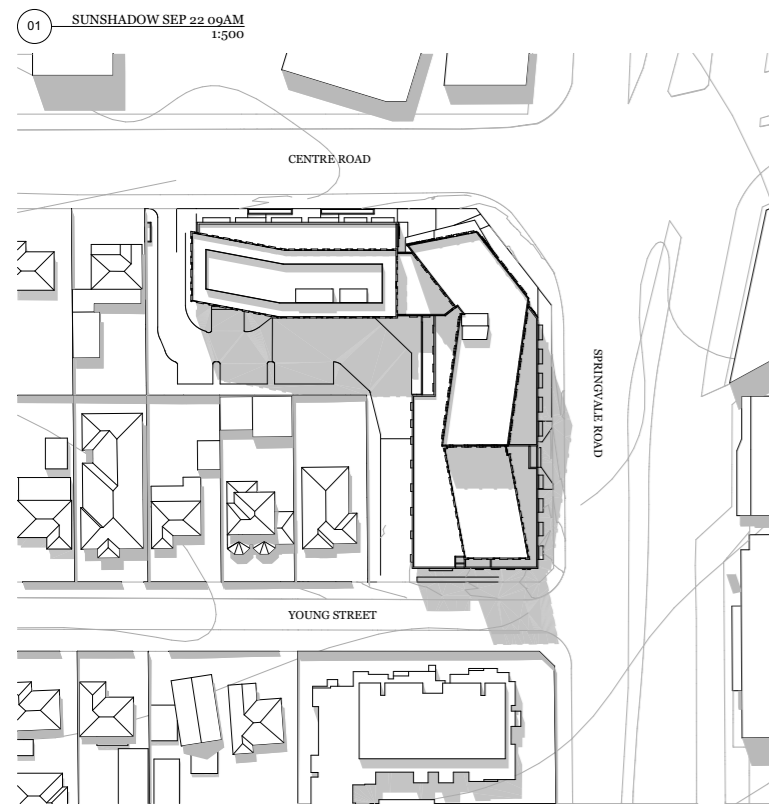 01
SUNSHADOW SEP 22 09AM
1:500
CENTRE ROAD
SPRINGVALE ROAD
YOUNG STREET